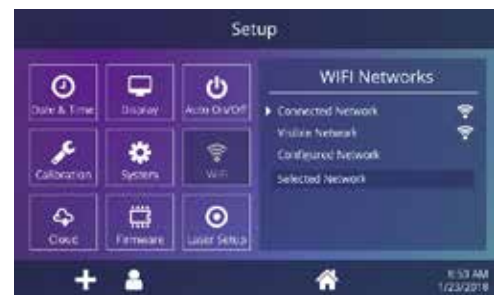 Setup
Date & Time
Display
Auto On/Off
Calibration
System
WiFi
Cloud
Firmware
Laser Setup
WIFI Networks
Connected Network
Visible Network
Configured Network
Selected Network
8:53 AM
1/23/2018